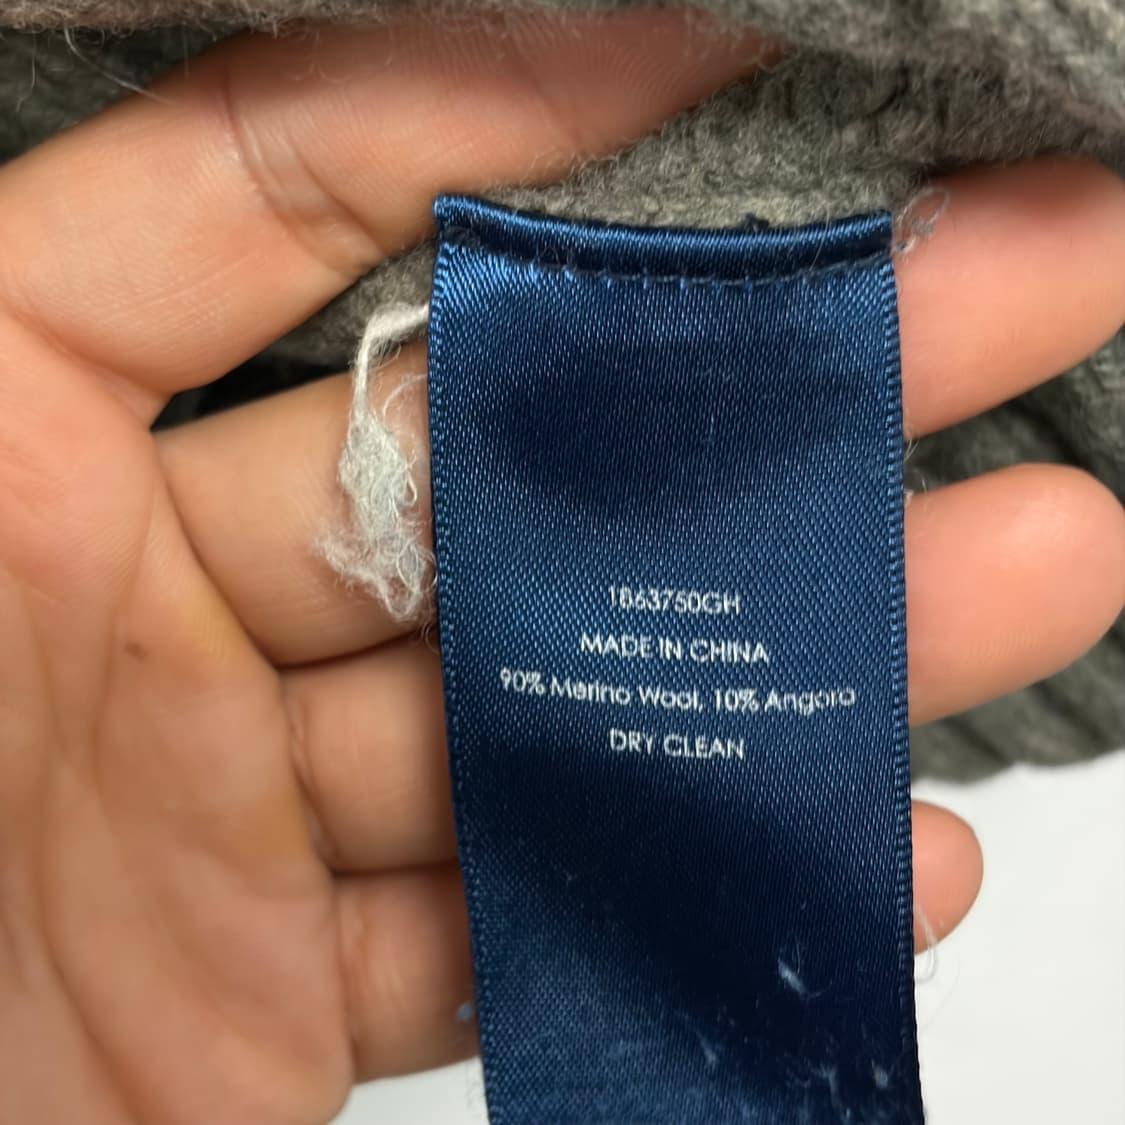 1863750GH
MADE IN CHINA
90% Merino Wool, 10% Angora
DRY CLEAN